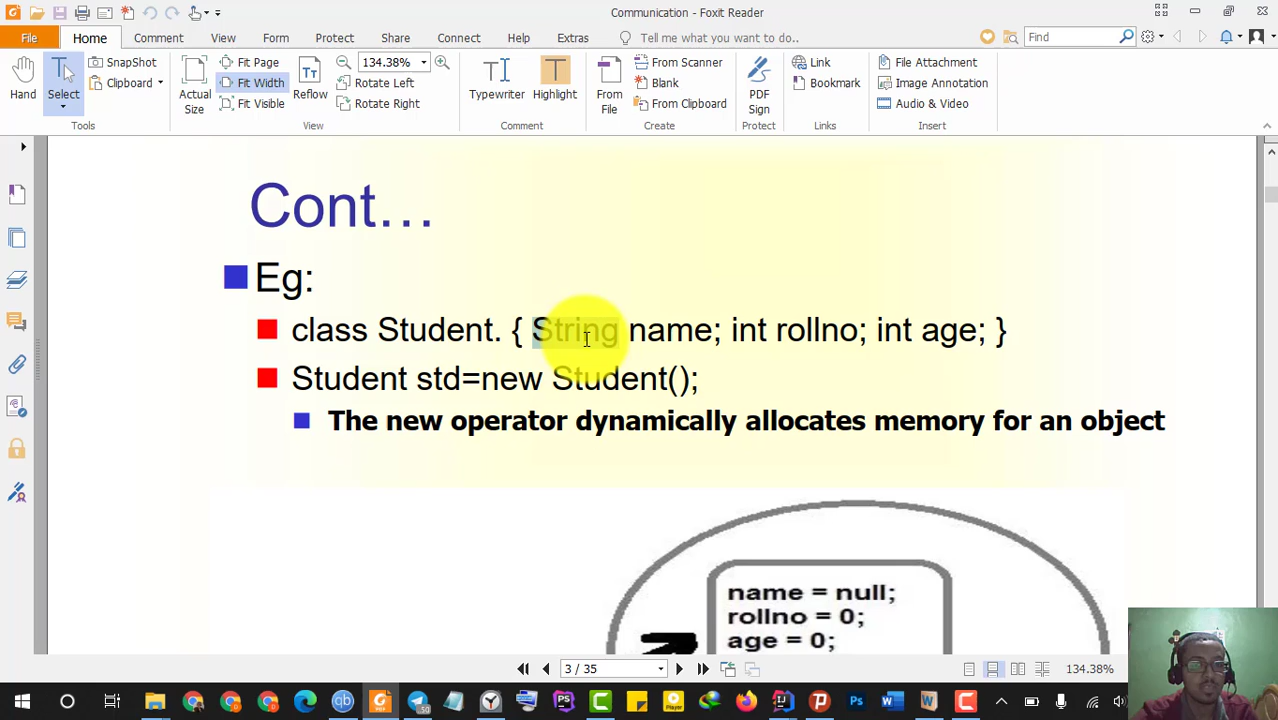 Communication - Foxit Reader
File Home Comment View Form Protect Share Connect Help Extras Tell me what you want to do... Find
Hand
Select
SnapShot
Clipboard
Tools
Actual Size
Fit Page
Fit Width
Fit Visible
Reflow
134.38%
Rotate Left
Rotate Right
View
Typewriter
Highlight
Comment
From File
From Scanner
Blank
From Clipboard
Create
PDF Sign
Protect
Link
Bookmark
Links
File Attachment
Image Annotation
Audio & Video
Insert
Cont...
Eg:
class Student. { String name; int rollno; int age; }
Student std=new Student();
The new operator dynamically allocates memory for an object
name = null;
rollno = 0;
age = 0;
3 / 35
134.38%